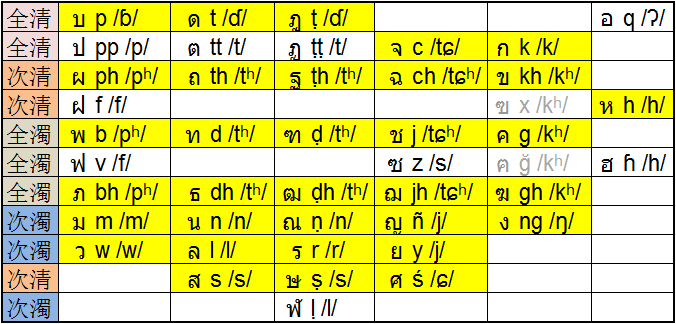 全清 บ p /ɓ/ ด t /ɗ/ ฎ ṭ /ɗ/ อ q /ʔ/
全清 ป pp /p/ ต tt /t/ ฏ ṭṭ /t/ จ c /tɕ/ ก k /k/
次清 ผ ph /pʰ/ ถ th /tʰ/ ฐ ṭh /tʰ/ ฉ ch /tɕʰ/ ข kh /kʰ/
次清 ฝ f /f/ ฃ x /kʰ/ ห h /h/
全濁 พ b /pʰ/ ท d /tʰ/ ฑ ḍ /tʰ/ ช j /tɕʰ/ ค g /kʰ/
全濁 ฟ v /f/ ซ z /s/ ฅ ğ /kʰ/ ฮ ɦ /h/
全濁 ภ bh /pʰ/ ธ dh /tʰ/ ฒ ḍh /tʰ/ ฌ jh /tɕʰ/ ฆ gh /kʰ/
次濁 ม m /m/ น n /n/ ณ ṇ /n/ ญ ñ /j/ ง ng /ŋ/
次濁 ว w /w/ ล l /l/ ร r /r/ ย y /j/
次清 ส s /s/ ษ ṣ /s/ ศ ś /ɕ/
次濁 ฬ ḷ /l/